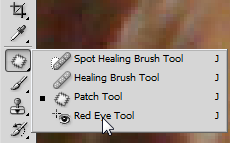 Spot Healing Brush Tool J
Healing Brush Tool J
Patch Tool J
Red Eye Tool J